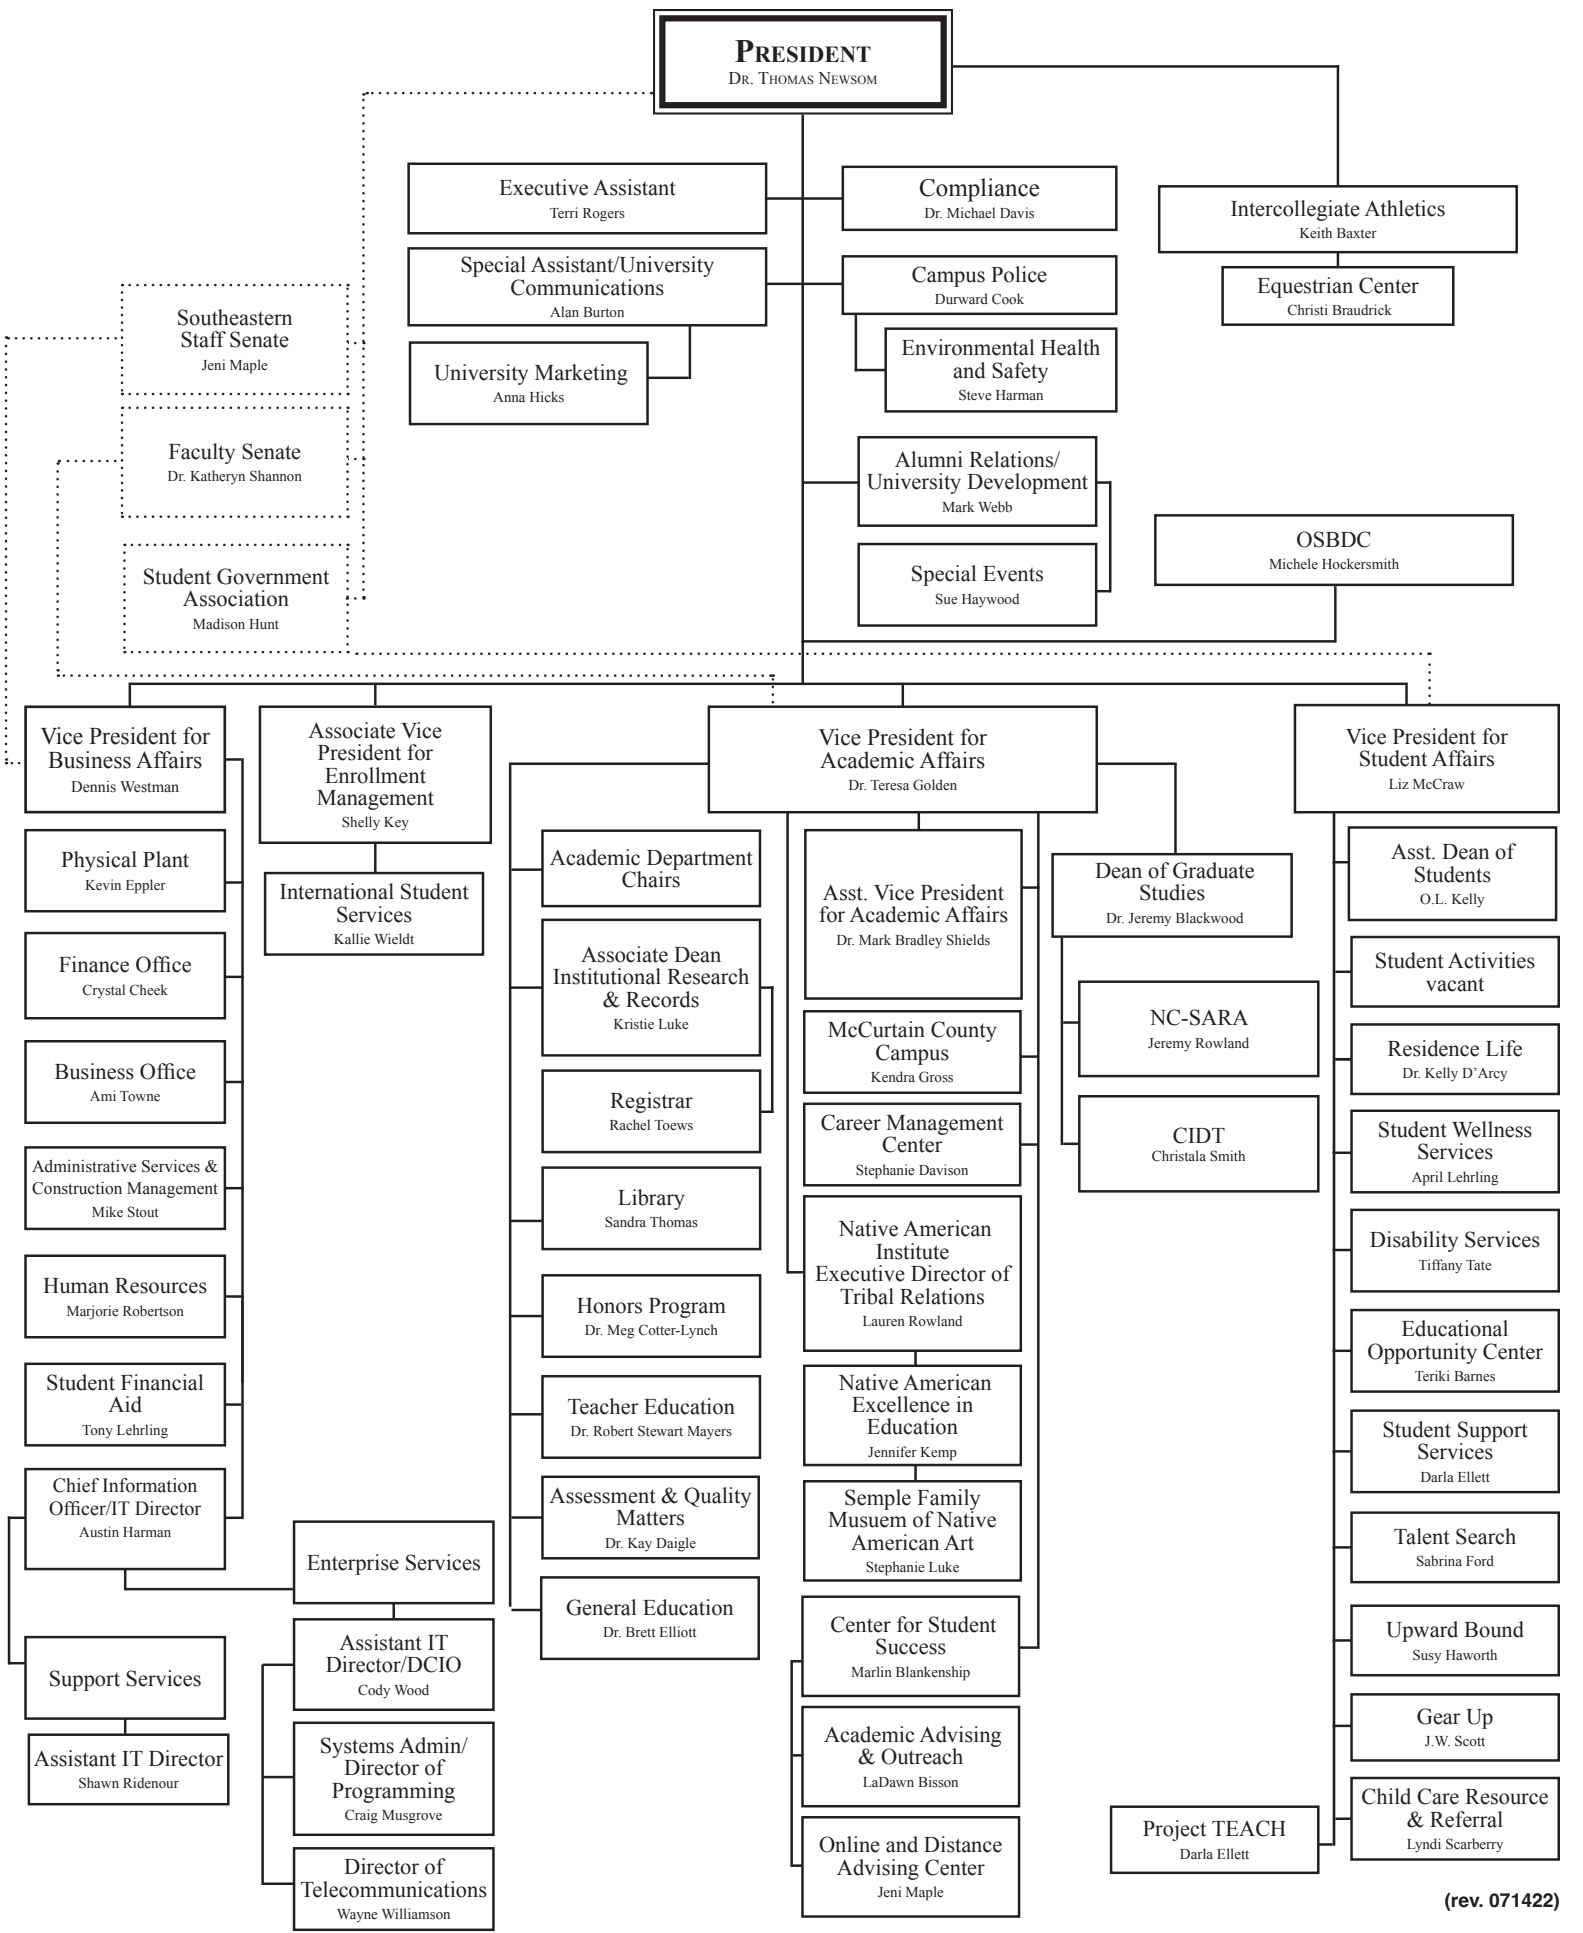 PRESIDENT
DR. THOMAS NEWSOM
Executive Assistant
Terri Rogers
Compliance
Dr. Michael Davis
Intercollegiate Athletics
Keith Baxter
Special Assistant/University
Communications
Alan Burton
Campus Police
Durward Cook
Equestrian Center
Christi Braudrick
Southeastern
Staff Senate
Jeni Maple
University Marketing
Anna Hicks
Environmental Health
and Safety
Steve Harman
Faculty Senate
Dr. Katheryn Shannon
Alumni Relations/
University Development
Mark Webb
OSBDC
Michele Hockersmith
Student Government
Association
Madison Hunt
Special Events
Sue Haywood
Vice President for
Business Affairs
Dennis Westman
Associate Vice
President for
Enrollment
Management
Shelly Key
Vice President for
Academic Affairs
Dr. Teresa Golden
Vice President for
Student Affairs
Liz McCraw
Physical Plant
Kevin Eppler
Finance Office
Crystal Cheek
Business Office
Ami Towne
Administrative Services &
Construction Management
Mike Stout
Human Resources
Marjorie Robertson
Student Financial
Aid
Tony Lehrling
Chief Information
Officer/IT Director
Austin Harman
Support Services
Assistant IT Director
Shawn Ridenour
International Student
Services
Kallie Wieldt
Enterprise Services
Assistant IT
Director/DCIO
Cody Wood
Systems Admin/
Director of
Programming
Craig Musgrove
Director of
Telecommunications
Wayne Williamson
Academic Department
Chairs
Associate Dean
Institutional Research
& Records
Kristie Luke
Registrar
Rachel Toews
Library
Sandra Thomas
Honors Program
Dr. Meg Cotter-Lynch
Teacher Education
Dr. Robert Stewart Mayers
Assessment & Quality
Matters
Dr. Kay Daigle
General Education
Dr. Brett Elliott
Asst. Vice President
for Academic Affairs
Dr. Mark Bradley Shields
McCurtain County
Campus
Kendra Gross
Career Management
Center
Stephanie Davison
Native American
Institute
Executive Director of
Tribal Relations
Lauren Rowland
Native American
Excellence in
Education
Jennifer Kemp
Semple Family
Musuem of Native
American Art
Stephanie Luke
Center for Student
Success
Marlin Blankenship
Academic Advising
& Outreach
LaDawn Bisson
Online and Distance
Advising Center
Jeni Maple
Dean of Graduate
Studies
Dr. Jeremy Blackwood
NC-SARA
Jeremy Rowland
CIDT
Christala Smith
Asst. Dean of
Students
O.L. Kelly
Student Activities
vacant
Residence Life
Dr. Kelly D’Arcy
Student Wellness
Services
April Lehrling
Disability Services
Tiffany Tate
Educational
Opportunity Center
Teriki Barnes
Student Support
Services
Darla Ellett
Talent Search
Sabrina Ford
Upward Bound
Susy Haworth
Gear Up
J.W. Scott
Child Care Resource
& Referral
Lyndi Scarberry
Project TEACH
Darla Ellett
(rev. 071422)